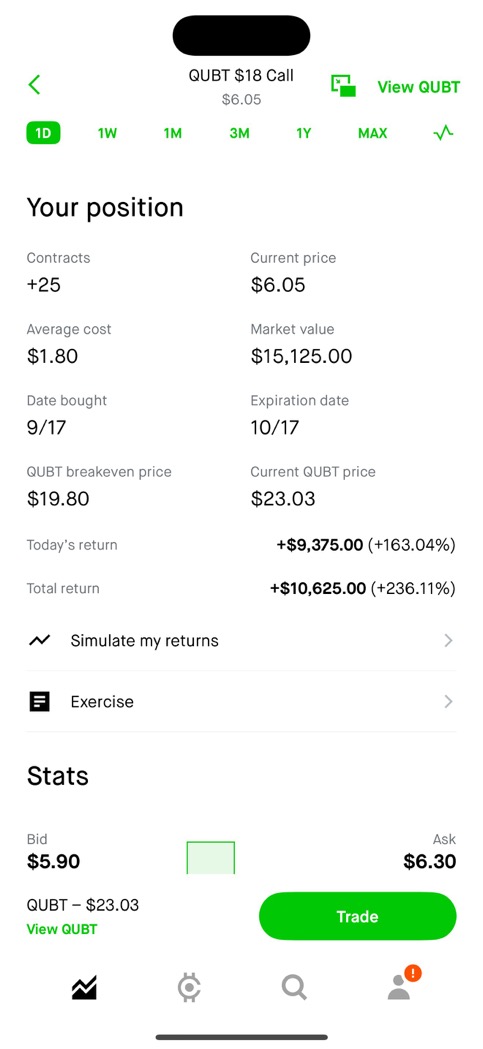 QUBT $18 Call
$6.05
View QUBT
1D 1W 1M 3M 1Y MAX
Your position
Contracts Current price
+25 $6.05
Average cost Market value
$1.80 $15,125.00
Date bought Expiration date
9/17 10/17
QUBT breakeven price Current QUBT price
$19.80 $23.03
Today's return +$9,375.00 (+163.04%)
Total return +$10,625.00 (+236.11%)
Simulate my returns
Exercise
Stats
Bid Ask
$5.90 $6.30
QUBT – $23.03
View QUBT
Trade
!